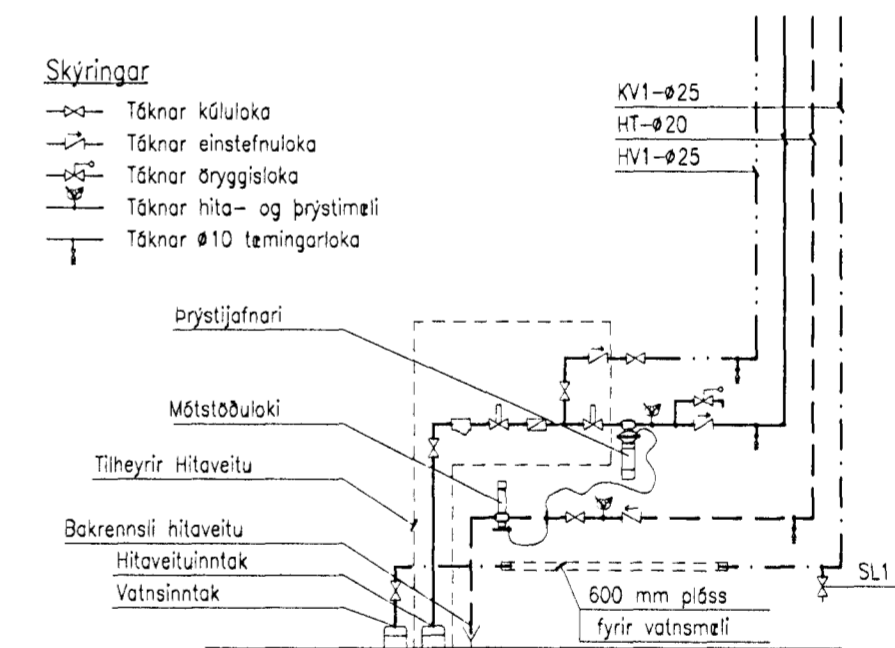 Skýringar
Táknar kúluloka
Táknar einstefnuloka
Táknar öryggisloka
Táknar hita- og þrýstimæli
Táknar ø10 tæmingarloka
KV1-ø25
HT-ø20
HV1-ø25
Þrýstijafnari
Mótstöðuloki
Tilheyrir Hitaveitu
Bakrennsli hitaveitu
Hitaveituinntak
Vatnsinntak
600 mm pláss
fyrir vatnsmæli
SL1